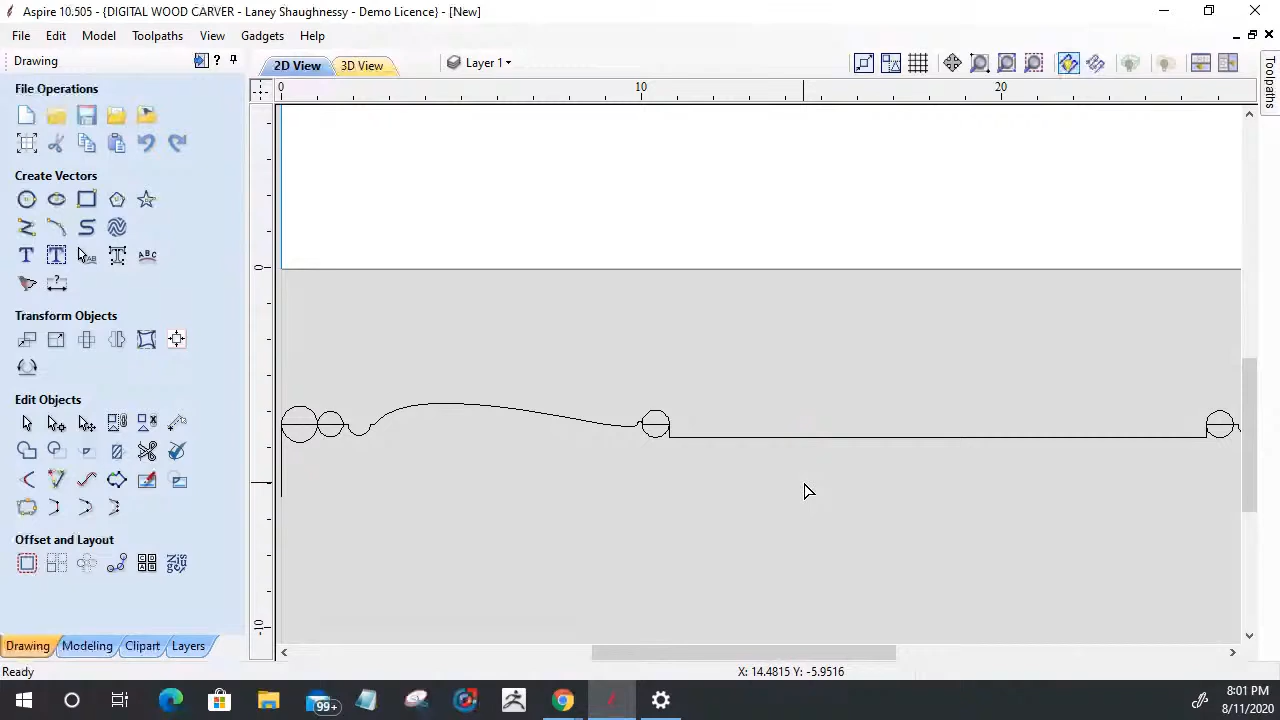 Aspire 10.505 - {DIGITAL WOOD CARVER - Laney Shaughnessy - Demo Licence} - [New]
File Edit Model Toolpaths View Gadgets Help
Drawing
2D View 3D View Layer 1
Toolpaths
File Operations
0 10 20
Create Vectors
0
Transform Objects
Edit Objects
Offset and Layout
-10
Drawing Modeling Clipart Layers
Ready X: 14.4815 Y: -5.9516
99+
8:01 PM
8/11/2020